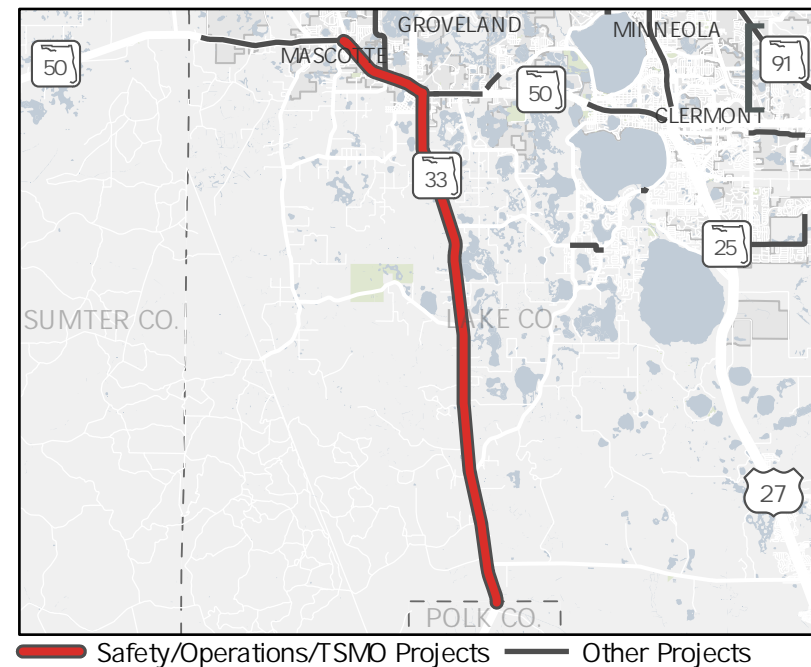 GROVELAND
MINNEOLA
50
MASCOTTE
91
50
CLERMONT
33
25
SUMTER CO.
LAKE CO.
27
POLK CO.
Safety/Operations/TSMO Projects
Other Projects